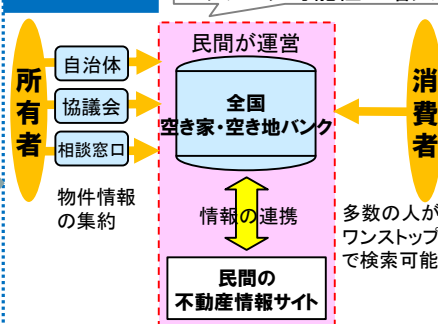 民間が運営
所有者
自治体
協議会
相談窓口
物件情報
の集約
全国
空き家・空き地バンク
情報の連携
民間の
不動産情報サイト
消費者
多数の人が
ワンストップ
で検索可能